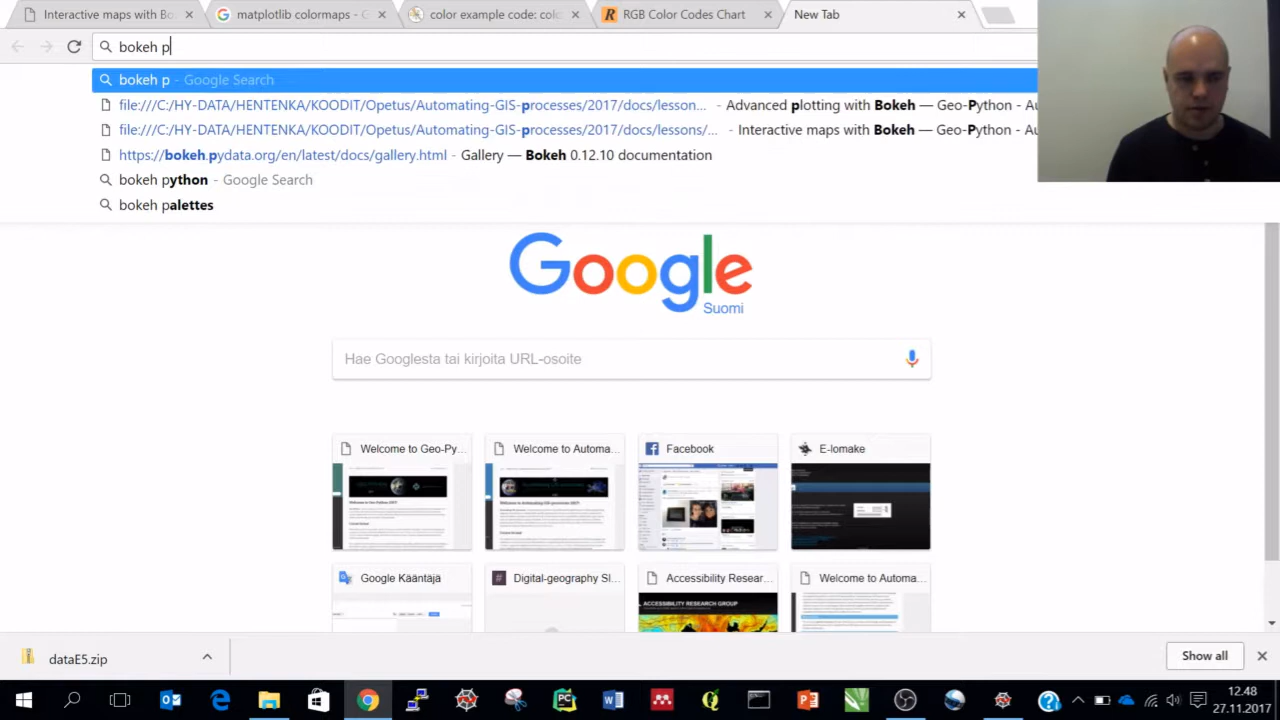 Interactive maps with Bo
matplotlib colormaps - G
color example code: colo
RGB Color Codes Chart
New Tab
bokeh p
bokeh p - Google Search
file:///C:/HY-DATA/HENTENKA/KOODIT/Opetus/Automating-GIS-processes/2017/docs/lesson... - Advanced plotting with Bokeh — Geo-Python - Au
file:///C:/HY-DATA/HENTENKA/KOODIT/Opetus/Automating-GIS-processes/2017/docs/lessons/... - Interactive maps with Bokeh — Geo-Python - Au
https://bokeh.pydata.org/en/latest/docs/gallery.html - Gallery — Bokeh 0.12.10 documentation
bokeh python - Google Search
bokeh palettes
Google
Suomi
Hae Googlesta tai kirjoita URL-osoite
Welcome to Geo-Py...
Welcome to Automa...
Facebook
E-lomake
Google Kääntäjä
Digital-geography Sl...
Accessibility Resear...
Welcome to Automa...
ACCESSIBILITY RESEARCH GROUP
dataE5.zip
Show all
12.48
27.11.2017